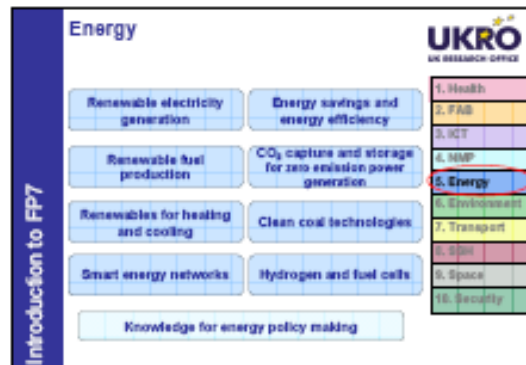 Energy
UKRO
UK RESEARCH OFFICE
Renewable electricity
generation
Energy savings and
energy efficiency
Renewable fuel
production
CO₂ capture and storage
for zero emission power
generation
Renewables for heating
and cooling
Clean coal technologies
Smart energy networks
Hydrogen and fuel cells
Knowledge for energy policy making
1. Health
2. FAB
3. ICT
4. NMP
5. Energy
6. Environment
7. Transport
8. SSH
9. Space
10. Security
Introduction to FP7